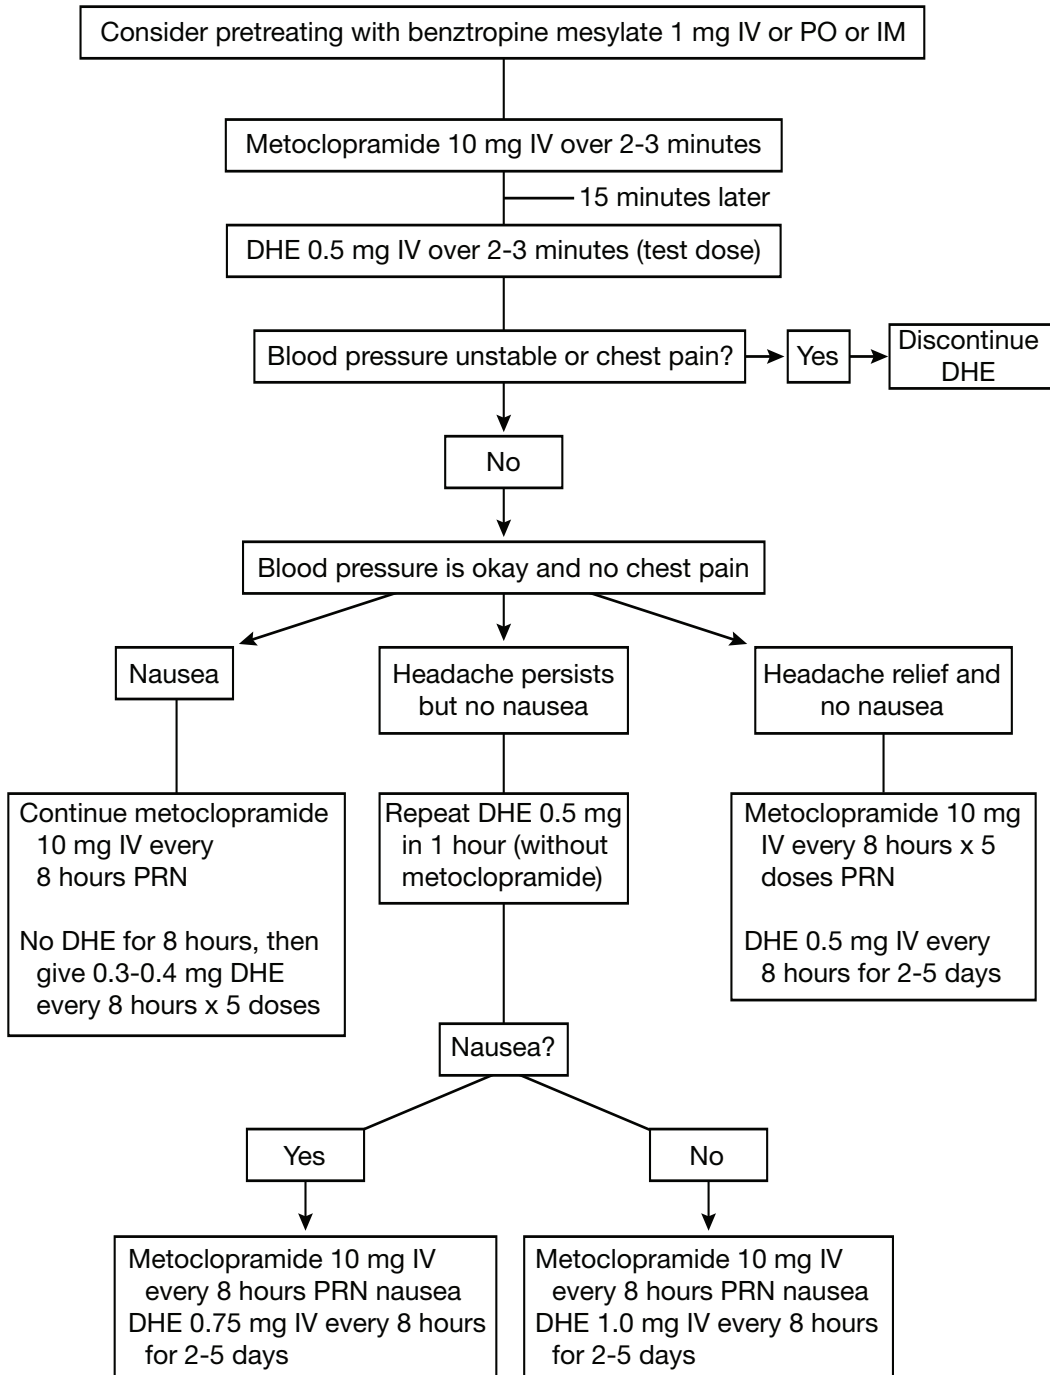 Consider pretreating with benztropine mesylate 1 mg IV or PO or IM
Metoclopramide 10 mg IV over 2-3 minutes
15 minutes later
DHE 0.5 mg IV over 2-3 minutes (test dose)
Blood pressure unstable or chest pain?
Yes
Discontinue
DHE
No
Blood pressure is okay and no chest pain
Nausea
Headache persists
but no nausea
Headache relief and
no nausea
Continue metoclopramide
10 mg IV every
8 hours PRN
No DHE for 8 hours, then
give 0.3-0.4 mg DHE
every 8 hours x 5 doses
Repeat DHE 0.5 mg
in 1 hour (without
metoclopramide)
Metoclopramide 10 mg
IV every 8 hours x 5
doses PRN
DHE 0.5 mg IV every
8 hours for 2-5 days
Nausea?
Yes
No
Metoclopramide 10 mg IV
every 8 hours PRN nausea
DHE 0.75 mg IV every 8 hours
for 2-5 days
Metoclopramide 10 mg IV
every 8 hours PRN nausea
DHE 1.0 mg IV every 8 hours
for 2-5 days